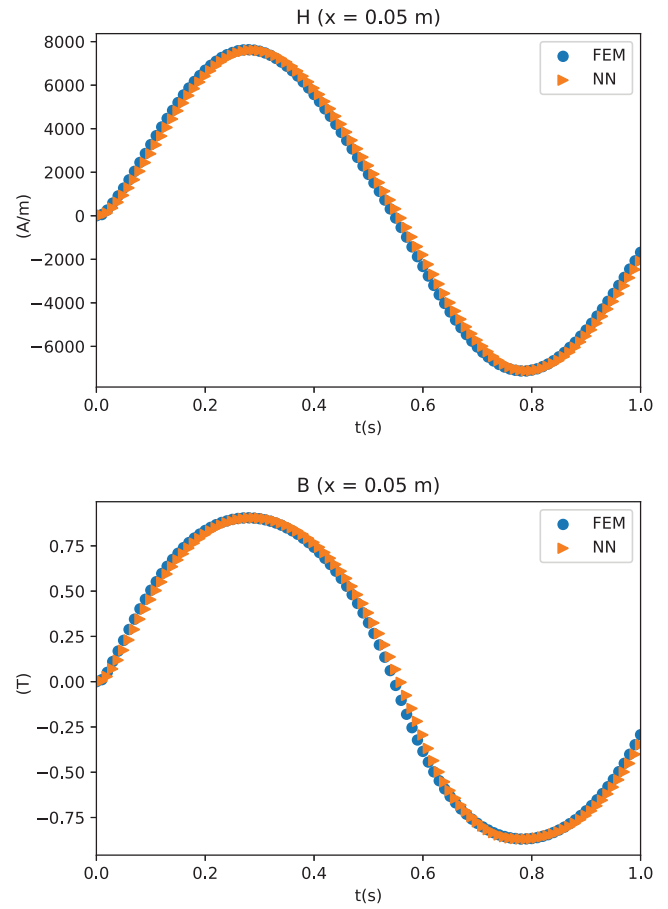 H (x = 0.05 m)
8000
6000
4000
2000
0
−2000
−4000
−6000
(A/m)
FEM
NN
0.0 0.2 0.4 0.6 0.8 1.0
t(s)
B (x = 0.05 m)
0.75
0.50
0.25
0.00
−0.25
−0.50
−0.75
(T)
FEM
NN
0.0 0.2 0.4 0.6 0.8 1.0
t(s)